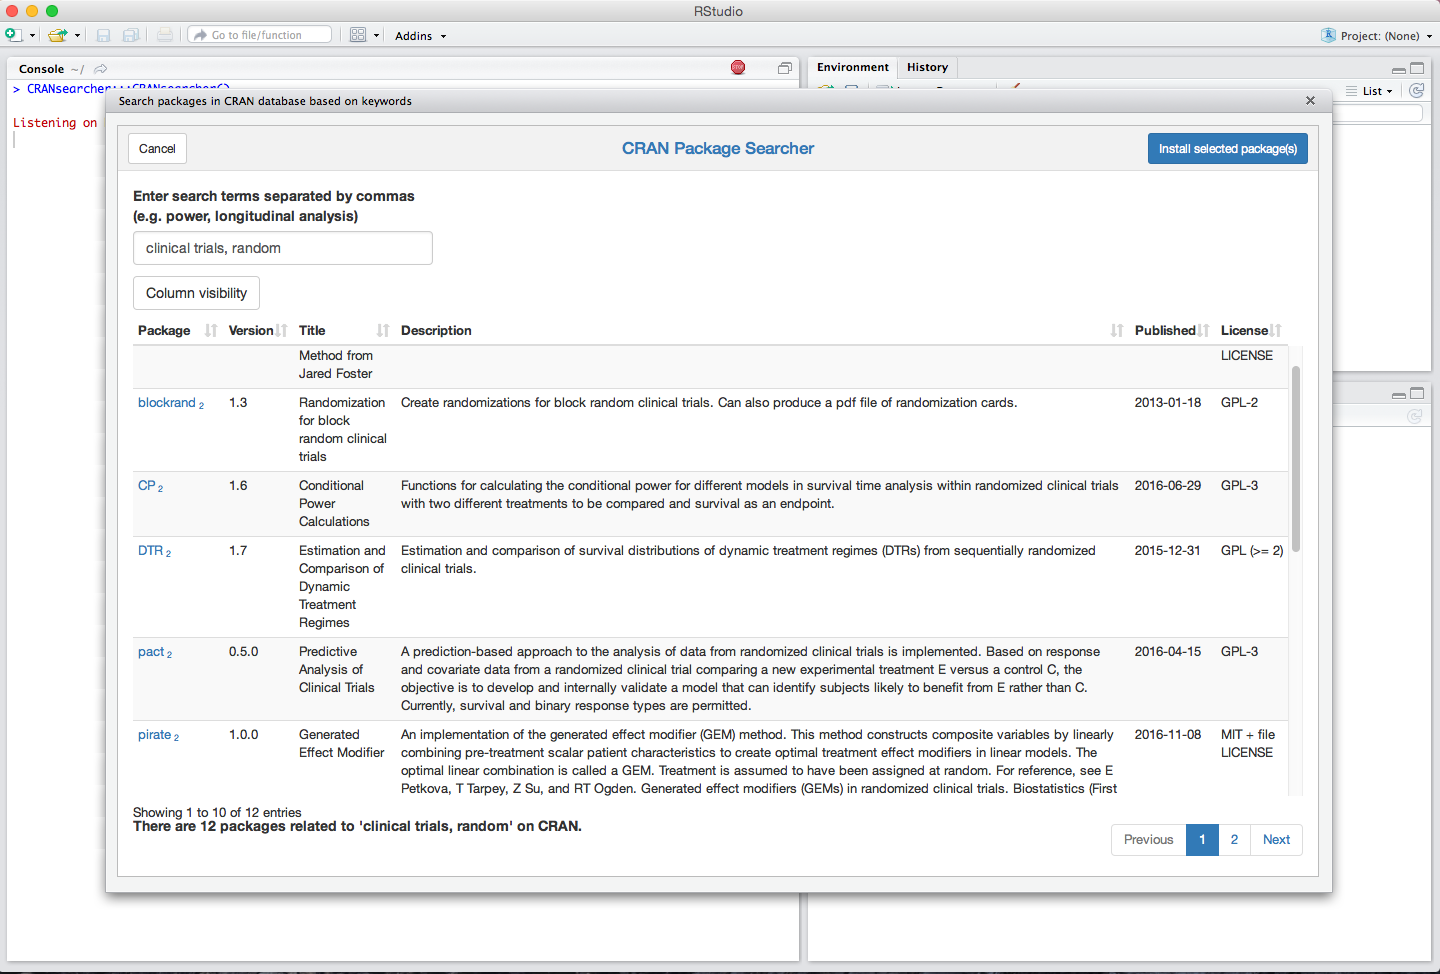 RStudio
Go to file/function
Addins
Project: (None)
Console ~/
STOP
Environment
History
> CRANsearcher:::CRANsearcher()
List
Search packages in CRAN database based on keywords
Listening on
Cancel
CRAN Package Searcher
Install selected package(s)
Enter search terms separated by commas
(e.g. power, longitudinal analysis)
clinical trials, random
Column visibility
Package Version Title Description Published License
Method from LICENSE
Jared Foster
blockrand 2 1.3 Randomization Create randomizations for block random clinical trials. Can also produce a pdf file of randomization cards. 2013-01-18 GPL-2
for block
random clinical
trials
CP 2 1.6 Conditional Functions for calculating the conditional power for different models in survival time analysis within randomized clinical trials 2016-06-29 GPL-3
Power with two different treatments to be compared and survival as an endpoint.
Calculations
DTR 2 1.7 Estimation and Estimation and comparison of survival distributions of dynamic treatment regimes (DTRs) from sequentially randomized 2015-12-31 GPL (>= 2)
Comparison of clinical trials.
Dynamic
Treatment
Regimes
pact 2 0.5.0 Predictive A prediction-based approach to the analysis of data from randomized clinical trials is implemented. Based on response 2016-04-15 GPL-3
Analysis of and covariate data from a randomized clinical trial comparing a new experimental treatment E versus a control C, the
Clinical Trials objective is to develop and internally validate a model that can identify subjects likely to benefit from E rather than C.
Currently, survival and binary response types are permitted.
pirate 2 1.0.0 Generated An implementation of the generated effect modifier (GEM) method. This method constructs composite variables by linearly 2016-11-08 MIT + file
Effect Modifier combining pre-treatment scalar patient characteristics to create optimal treatment effect modifiers in linear models. The LICENSE
optimal linear combination is called a GEM. Treatment is assumed to have been assigned at random. For reference, see E
Petkova, T Tarpey, Z Su, and RT Ogden. Generated effect modifiers (GEMs) in randomized clinical trials. Biostatistics (First
Showing 1 to 10 of 12 entries
There are 12 packages related to 'clinical trials, random' on CRAN.
Previous 1 2 Next